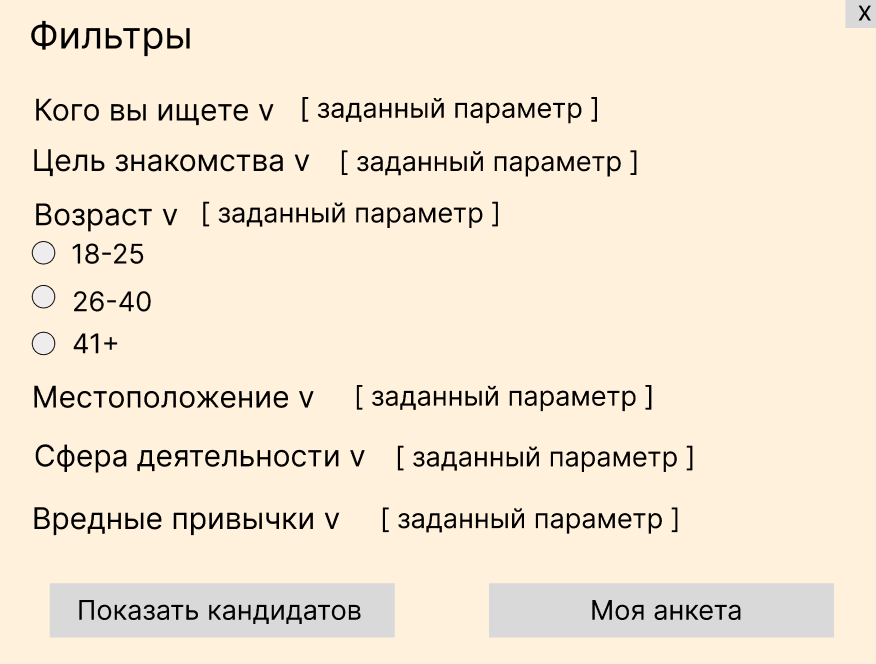 X
Фильтры
Кого вы ищете v [ заданный параметр ]
Цель знакомства v [ заданный параметр ]
Возраст v [ заданный параметр ]
18-25
26-40
41+
Местоположение v [ заданный параметр ]
Сфера деятельности v [ заданный параметр ]
Вредные привычки v [ заданный параметр ]
Показать кандидатов
Моя анкета